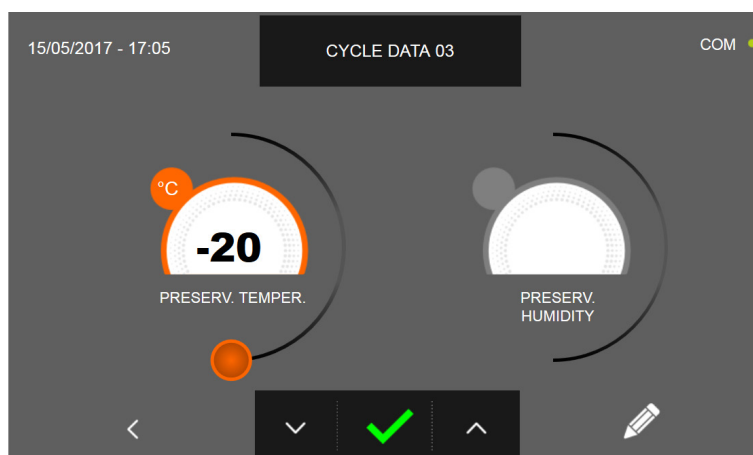 15/05/2017 - 17:05
CYCLE DATA 03
COM
°C
-20
PRESERV. TEMPER.
PRESERV.
HUMIDITY